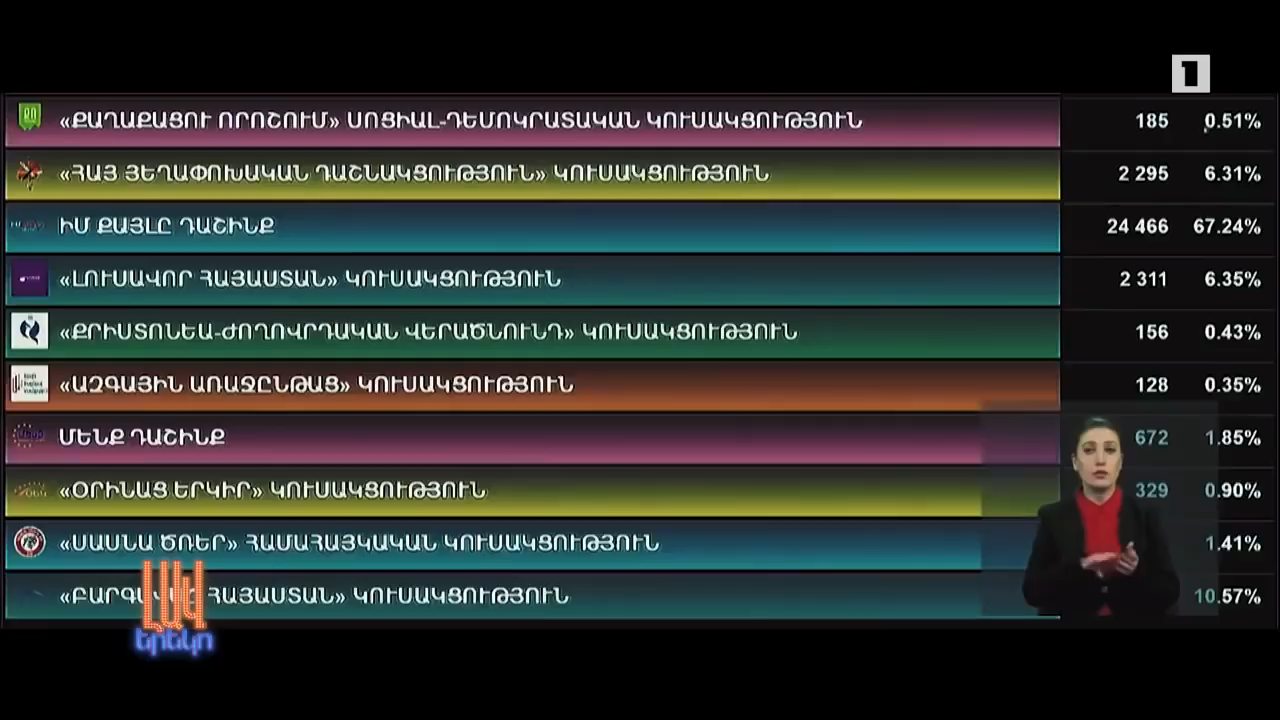 1
«ՔԱՂԱՔԱՑՈՒ ՈՐՈՇՈՒՄ» ՍՈՑԻԱԼ-ԴԵՄՈԿՐԱՏԱԿԱՆ ԿՈՒՍԱԿՑՈՒԹՅՈՒՆ 185 0.51%
«ՀԱՅ ՅԵՂԱՓՈԽԱԿԱՆ ԴԱՇՆԱԿՑՈՒԹՅՈՒՆ» ԿՈՒՍԱԿՑՈՒԹՅՈՒՆ 2 295 6.31%
ԻՄ ՔԱՅԼԸ ԴԱՇԻՆՔ 24 466 67.24%
«ԼՈՒՍԱՎՈՐ ՀԱՅԱՍՏԱՆ» ԿՈՒՍԱԿՑՈՒԹՅՈՒՆ 2 311 6.35%
«ՔՐԻՍՏՈՆԵԱ-ԺՈՂՈՎՐԴԱԿԱՆ ՎԵՐԱԾՆՈՒՆԴ» ԿՈՒՍԱԿՑՈՒԹՅՈՒՆ 156 0.43%
«ԱԶԳԱՅԻՆ ԱՌԱՋԸՆԹԱՑ» ԿՈՒՍԱԿՑՈՒԹՅՈՒՆ 128 0.35%
ՄԵՆՔ ԴԱՇԻՆՔ 672 1.85%
«ՕՐԻՆԱՑ ԵՐԿԻՐ» ԿՈՒՍԱԿՑՈՒԹՅՈՒՆ 329 0.90%
«ՍԱՍՆԱ ԾՌԵՐ» ՀԱՄԱՀԱՅԿԱԿԱՆ ԿՈՒՍԱԿՑՈՒԹՅՈՒՆ 1.41%
ՀԱՅԱՍՏԱՆ» ԿՈՒՍԱԿՑՈՒԹՅՈՒՆ 10.57%
ԼԱՎ
երեկո